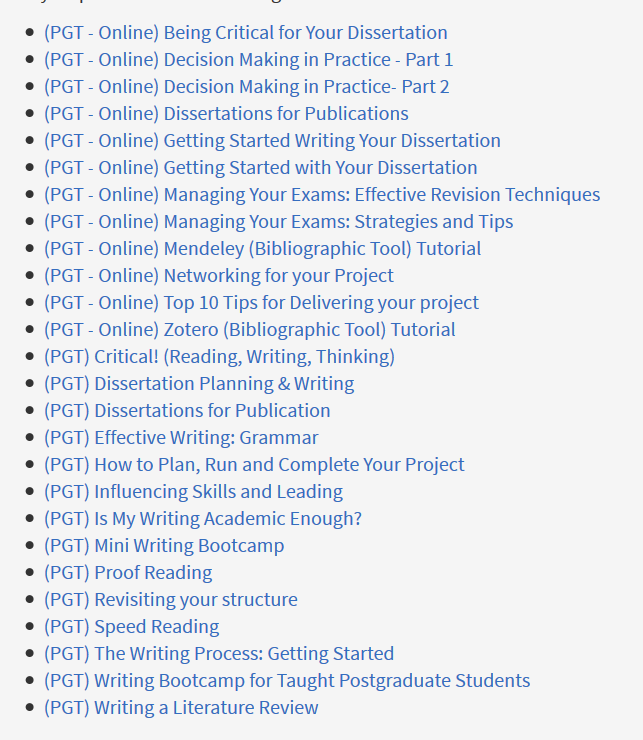 (PGT - Online) Being Critical for Your Dissertation
(PGT - Online) Decision Making in Practice - Part 1
(PGT - Online) Decision Making in Practice- Part 2
(PGT - Online) Dissertations for Publications
(PGT - Online) Getting Started Writing Your Dissertation
(PGT - Online) Getting Started with Your Dissertation
(PGT - Online) Managing Your Exams: Effective Revision Techniques
(PGT - Online) Managing Your Exams: Strategies and Tips
(PGT - Online) Mendeley (Bibliographic Tool) Tutorial
(PGT - Online) Networking for your Project
(PGT - Online) Top 10 Tips for Delivering your project
(PGT - Online) Zotero (Bibliographic Tool) Tutorial
(PGT) Critical! (Reading, Writing, Thinking)
(PGT) Dissertation Planning & Writing
(PGT) Dissertations for Publication
(PGT) Effective Writing: Grammar
(PGT) How to Plan, Run and Complete Your Project
(PGT) Influencing Skills and Leading
(PGT) Is My Writing Academic Enough?
(PGT) Mini Writing Bootcamp
(PGT) Proof Reading
(PGT) Revisiting your structure
(PGT) Speed Reading
(PGT) The Writing Process: Getting Started
(PGT) Writing Bootcamp for Taught Postgraduate Students
(PGT) Writing a Literature Review